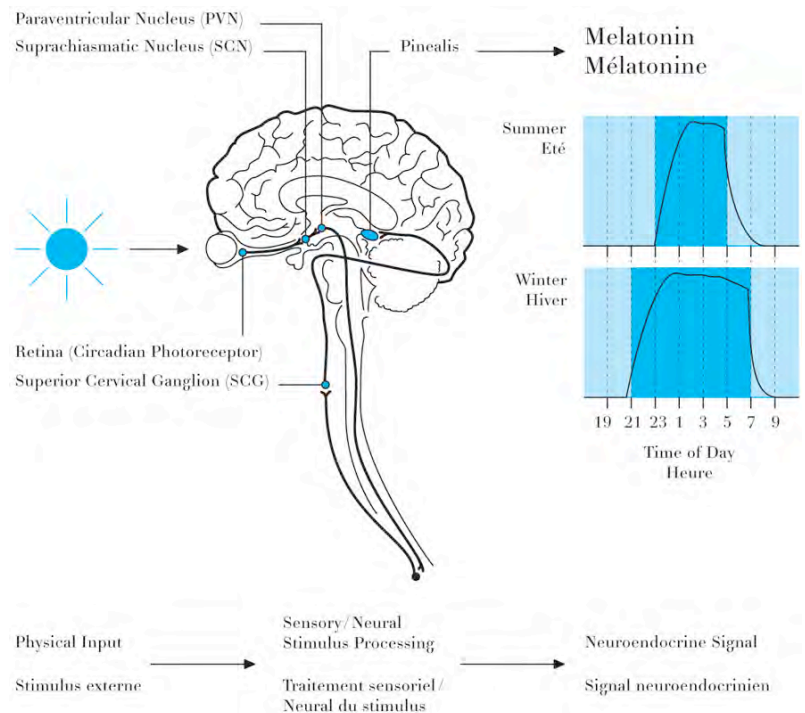 Paraventricular Nucleus (PVN)
Suprachiasmatic Nucleus (SCN)
Pinealis
Melatonin
Mélatonine
Summer
Eté
Winter
Hiver
Retina (Circadian Photoreceptor)
Superior Cervical Ganglion (SCG)
19 21 23 1 3 5 7 9
Time of Day
Heure
Physical Input
Stimulus externe
Sensory/Neural
Stimulus Processing
Traitement sensoriel/
Neural du stimulus
Neuroendocrine Signal
Signal neuroendocrinien